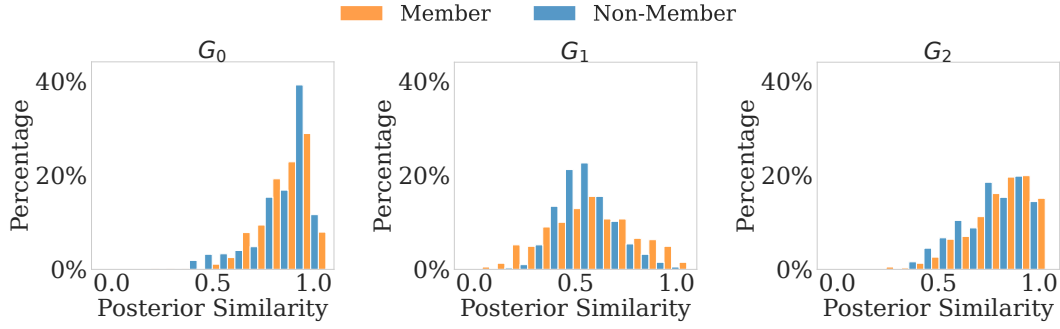 Member Non-Member
G0 G1 G2
40% 40% 40%
Percentage Percentage Percentage
20% 20% 20%
0% 0% 0%
0.0 0.5 1.0 0.0 0.5 1.0 0.0 0.5 1.0
Posterior Similarity Posterior Similarity Posterior Similarity